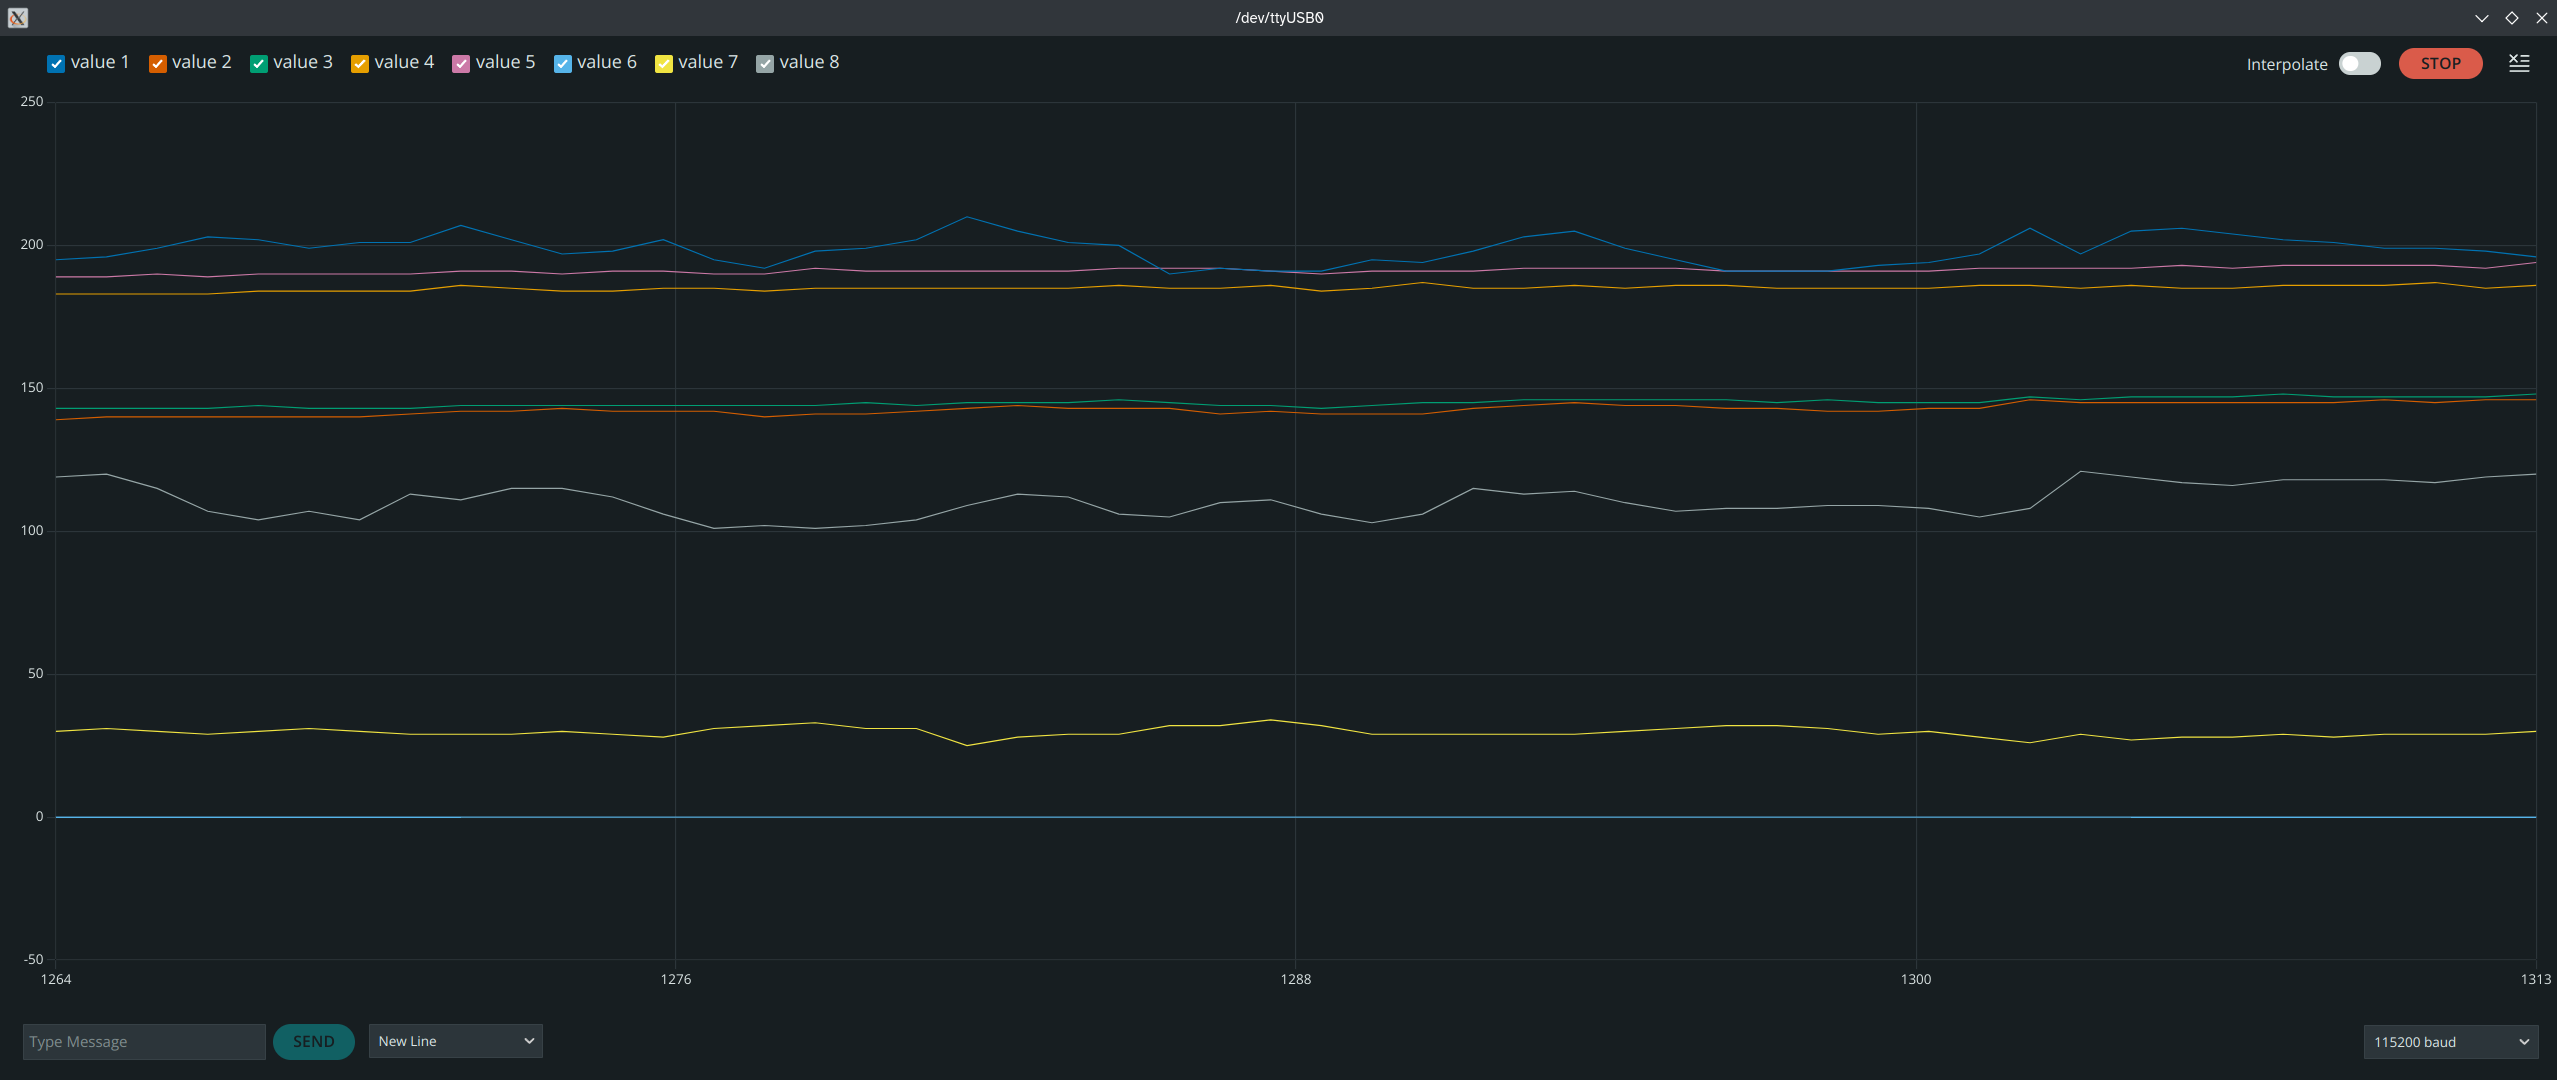 /dev/ttyUSB0
value 1 value 2 value 3 value 4 value 5 value 6 value 7 value 8 Interpolate STOP
250
200
150
100
50
0
-50
1264 1276 1288 1300 1313
Type Message SEND New Line 115200 baud